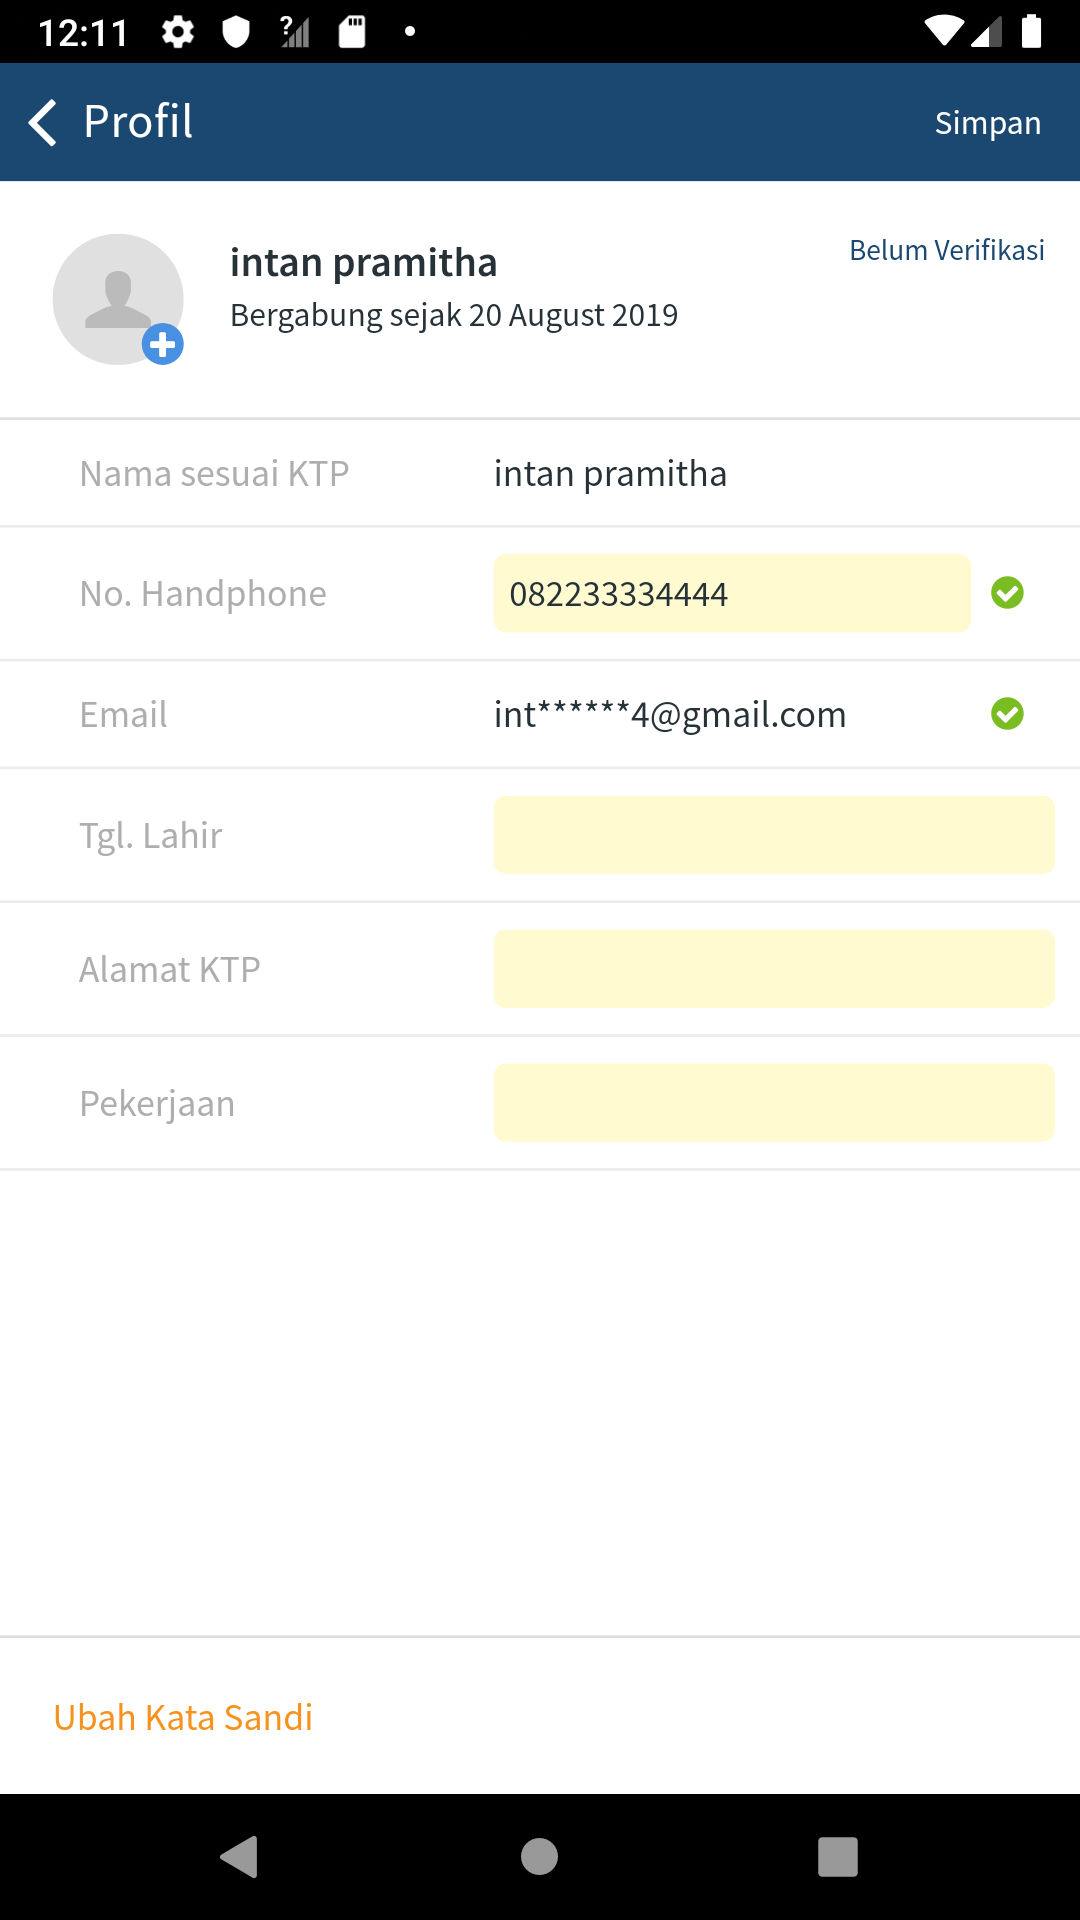 12:11
Profil
Simpan
intan pramitha
Belum Verifikasi
Bergabung sejak 20 August 2019
Nama sesuai KTP
intan pramitha
No. Handphone
082233334444
Email
int******4@gmail.com
Tgl. Lahir
Alamat KTP
Pekerjaan
Ubah Kata Sandi